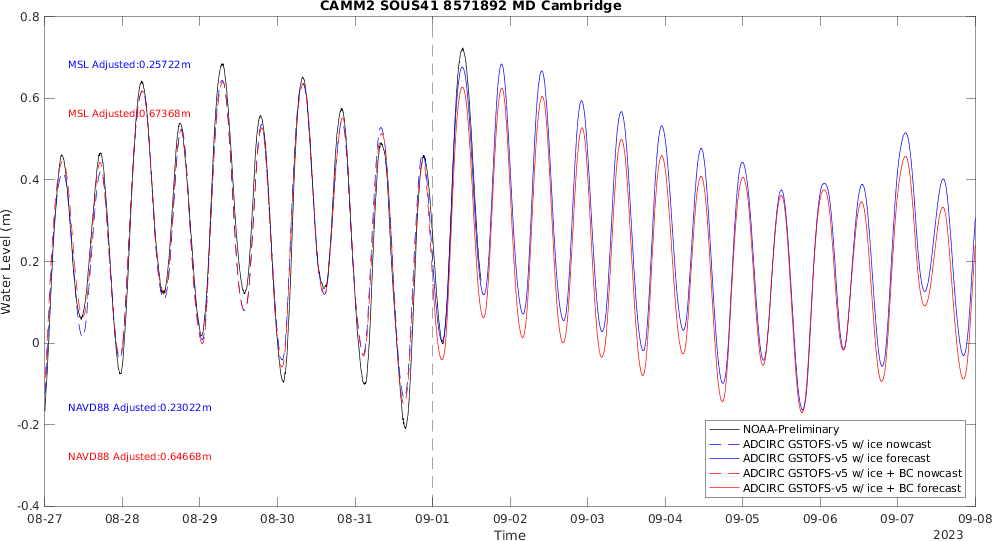 CAMM2 SOUS41 8571892 MD Cambridge
0.8
0.6
0.4
0.2
0
-0.2
-0.4
Water Level (m)
MSL Adjusted:0.25722m
MSL Adjusted:0.67368m
NAVD88 Adjusted:0.23022m
NAVD88 Adjusted:0.64668m
NOAA-Preliminary
ADCIRC GSTOFS-v5 w/ ice nowcast
ADCIRC GSTOFS-v5 w/ ice forecast
ADCIRC GSTOFS-v5 w/ ice + BC nowcast
ADCIRC GSTOFS-v5 w/ ice + BC forecast
08-27 08-28 08-29 08-30 08-31 09-01 09-02 09-03 09-04 09-05 09-06 09-07 09-08
Time
2023